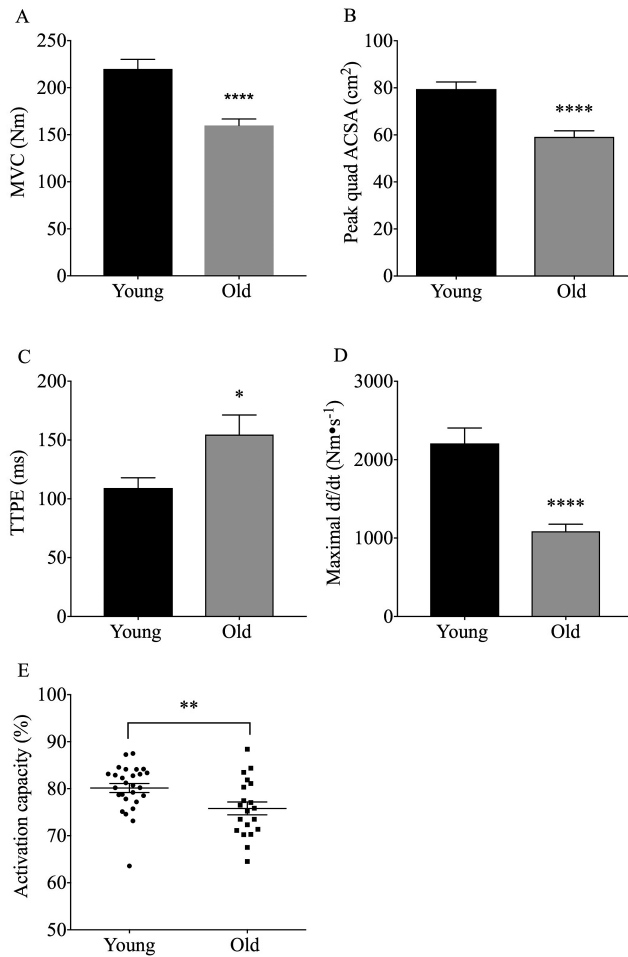 A
MVC (Nm)
250
200
150
100
50
0
****
Young Old
B
Peak quad ACSA (cm²)
80
60
40
20
0
****
Young Old
C
TTPE (ms)
200
150
100
50
0
*
Young Old
D
Maximal df/dt (Nm•s⁻¹)
3000
2000
1000
0
****
Young Old
E
Activation capacity (%)
100
90
80
70
60
50
**
Young Old